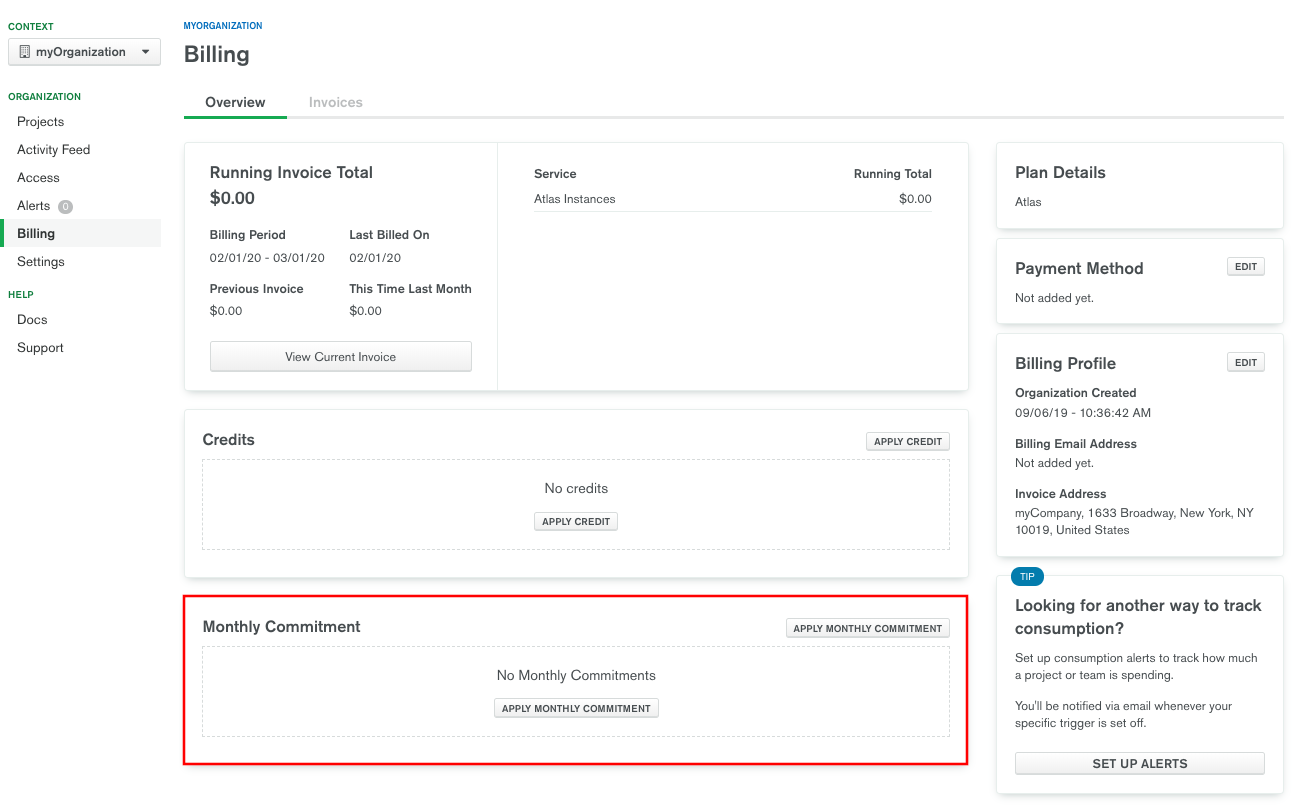 CONTEXT
myOrganization
ORGANIZATION
Projects
Activity Feed
Access
Alerts 0
Billing
Settings
HELP
Docs
Support
MYORGANIZATION
Billing
Overview Invoices
Running Invoice Total
$0.00
Billing Period Last Billed On
02/01/20 - 03/01/20 02/01/20
Previous Invoice This Time Last Month
$0.00 $0.00
View Current Invoice
Service Running Total
Atlas Instances $0.00
Credits APPLY CREDIT
No credits
APPLY CREDIT
Monthly Commitment APPLY MONTHLY COMMITMENT
No Monthly Commitments
APPLY MONTHLY COMMITMENT
Plan Details
Atlas
Payment Method EDIT
Not added yet.
Billing Profile EDIT
Organization Created
09/06/19 - 10:36:42 AM
Billing Email Address
Not added yet.
Invoice Address
myCompany, 1633 Broadway, New York, NY
10019, United States
TIP
Looking for another way to track
consumption?
Set up consumption alerts to track how much
a project or team is spending.
You'll be notified via email whenever your
specific trigger is set off.
SET UP ALERTS